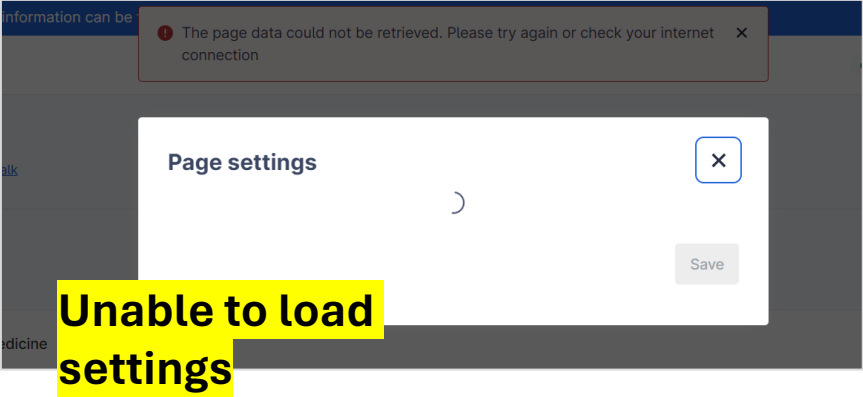 information can be
The page data could not be retrieved. Please try again or check your internet
connection
alk
Page settings
Save
Unable to load
settings
edicine